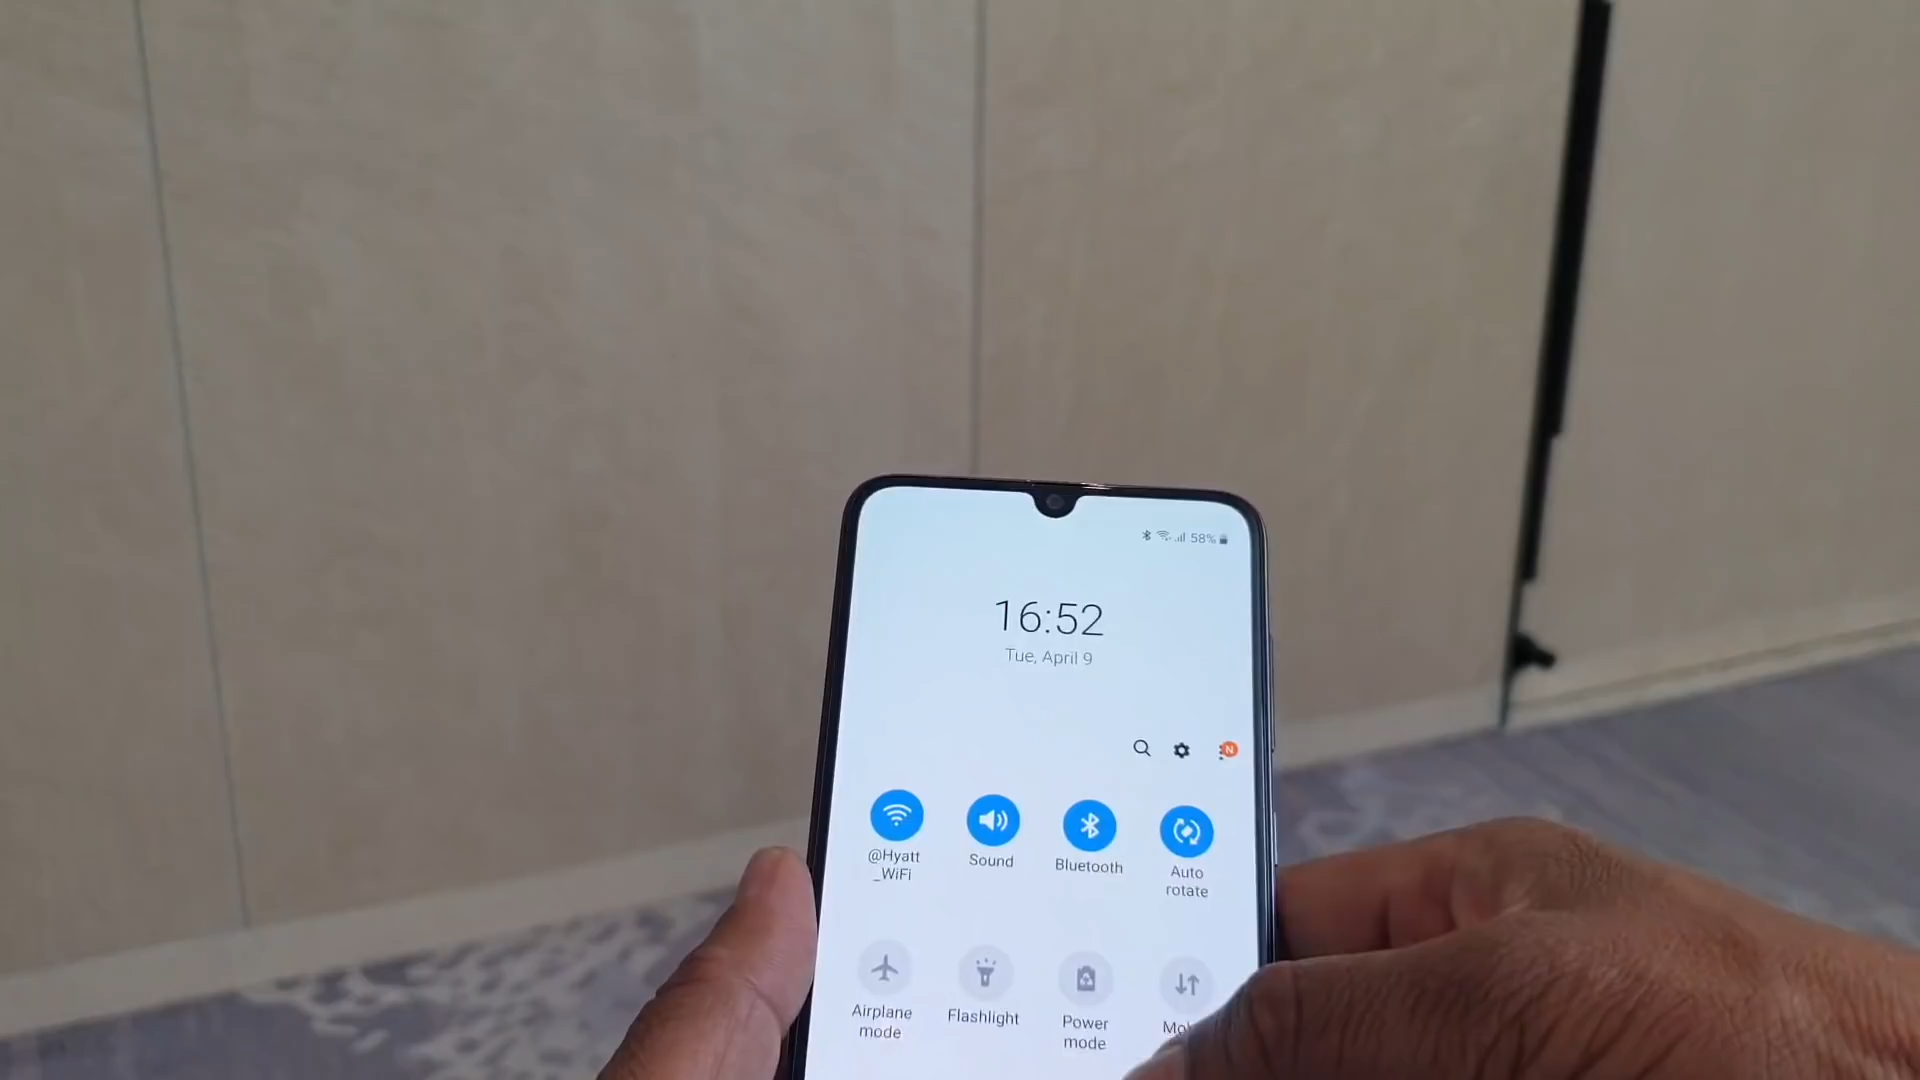 58%
16:52
Tue, April 9
N
@Hyatt
_WiFi
Sound
Bluetooth
Auto
rotate
Airplane
mode
Flashlight
Power
mode